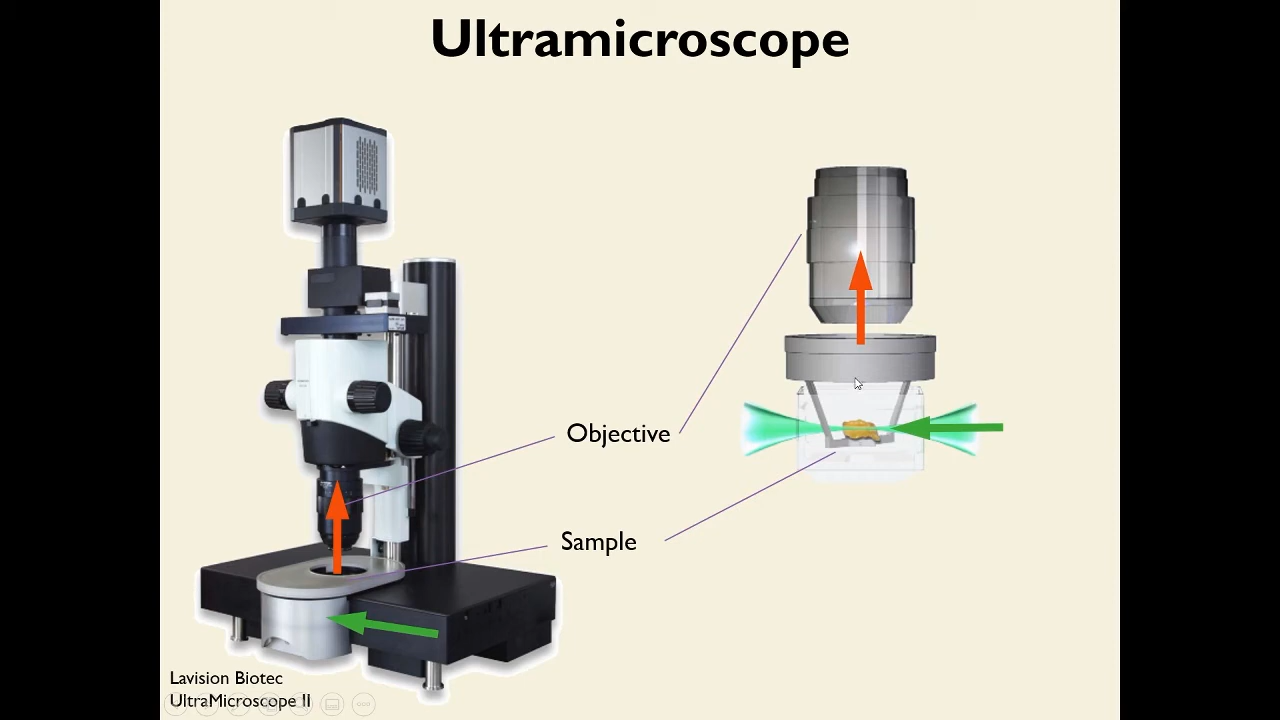 Ultramicroscope
Objective
Sample
Lavision Biotec
UltraMicroscope II